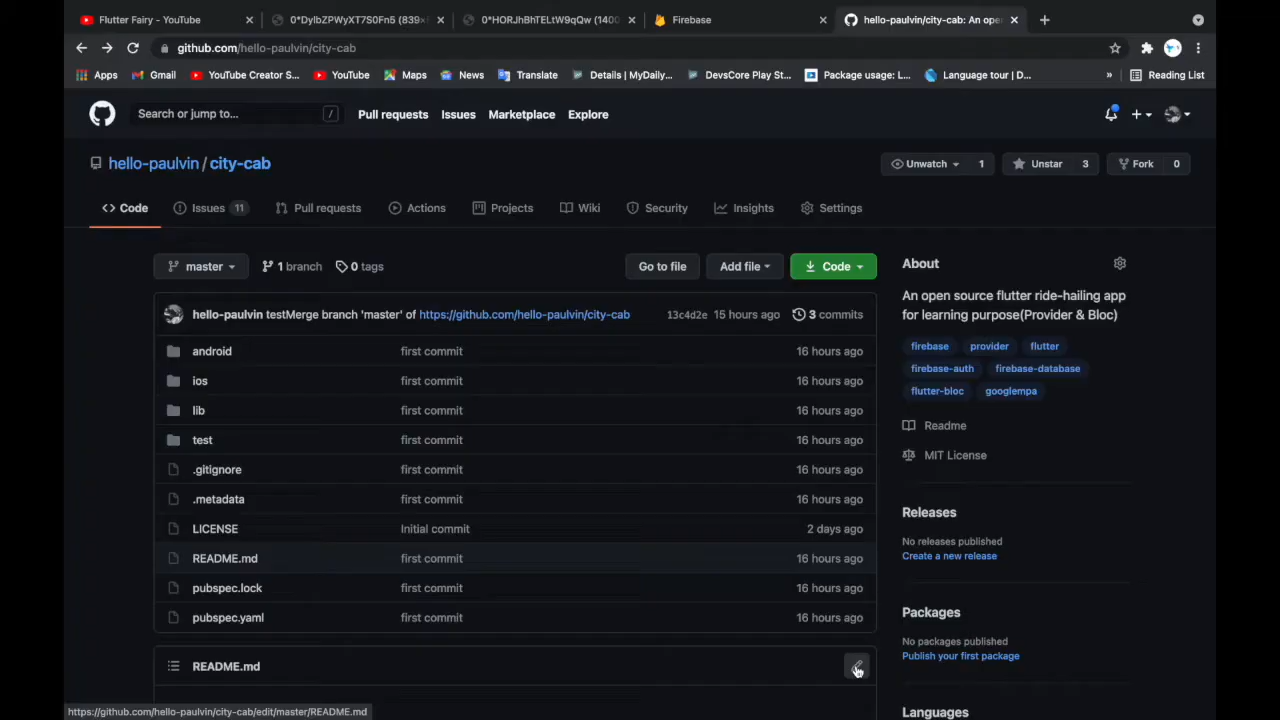 Flutter Fairy - YouTube
0*DyIbZPWyXT7S0Fn5 (839×
0*HORJhBhTELtW9qQw (140
Firebase
hello-paulvin/city-cab: An ope
github.com/hello-paulvin/city-cab
Apps
Gmail
YouTube Creator S...
YouTube
Maps
News
Translate
Details | MyDaily...
DevsCore Play St...
Package usage: L...
Language tour | D...
»
Reading List
Search or jump to...
/
Pull requests
Issues
Marketplace
Explore
hello-paulvin / city-cab
Unwatch
1
Unstar
3
Fork
0
<> Code
Issues 11
Pull requests
Actions
Projects
Wiki
Security
Insights
Settings
master
1 branch
0 tags
Go to file
Add file
Code
hello-paulvin testMerge branch 'master' of https://github.com/hello-paulvin/city-cab
13c4d2e 15 hours ago
3 commits
android first commit 16 hours ago
ios first commit 16 hours ago
lib first commit 16 hours ago
test first commit 16 hours ago
.gitignore first commit 16 hours ago
.metadata first commit 16 hours ago
LICENSE Initial commit 2 days ago
README.md first commit 16 hours ago
pubspec.lock first commit 16 hours ago
pubspec.yaml first commit 16 hours ago
README.md
About
An open source flutter ride-hailing app
for learning purpose(Provider & Bloc)
firebase provider flutter
firebase-auth firebase-database
flutter-bloc googlempa
Readme
MIT License
Releases
No releases published
Create a new release
Packages
No packages published
Publish your first package
Languages
https://github.com/hello-paulvin/city-cab/edit/master/README.md